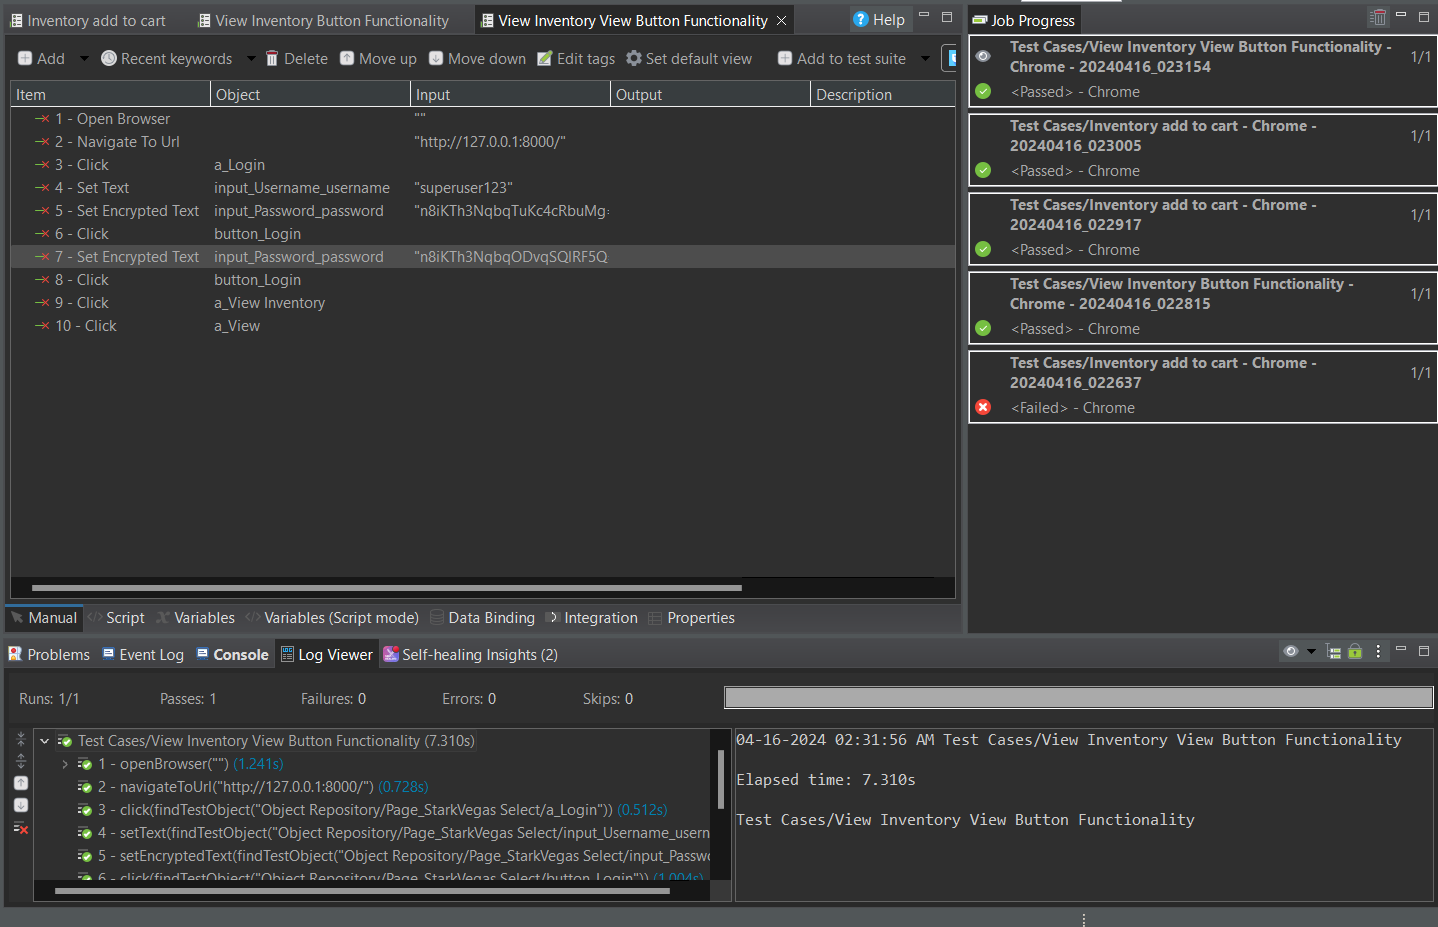 Inventory add to cart
View Inventory Button Functionality
View Inventory View Button Functionality
Help
Add
Recent keywords
Delete
Move up
Move down
Edit tags
Set default view
Add to test suite
Item Object Input Output Description
1 - Open Browser ""
2 - Navigate To Url "http://127.0.0.1:8000/"
3 - Click a_Login
4 - Set Text input_Username_username "superuser123"
5 - Set Encrypted Text input_Password_password "n8iKTh3NqbqTuKc4cRbuMg=
6 - Click button_Login
7 - Set Encrypted Text input_Password_password "n8iKTh3NqbqODvqSQlRF5Q
8 - Click button_Login
9 - Click a_View Inventory
10 - Click a_View
Manual
Script
Variables
Variables (Script mode)
Data Binding
Integration
Properties
Job Progress
Test Cases/View Inventory View Button Functionality -
Chrome - 20240416_023154
1/1
<Passed> - Chrome
Test Cases/Inventory add to cart - Chrome -
20240416_023005
1/1
<Passed> - Chrome
Test Cases/Inventory add to cart - Chrome -
20240416_022917
1/1
<Passed> - Chrome
Test Cases/View Inventory Button Functionality -
Chrome - 20240416_022815
1/1
<Passed> - Chrome
Test Cases/Inventory add to cart - Chrome -
20240416_022637
1/1
<Failed> - Chrome
Problems
Event Log
Console
Log Viewer
Self-healing Insights (2)
Runs: 1/1
Passes: 1
Failures: 0
Errors: 0
Skips: 0
Test Cases/View Inventory View Button Functionality (7.310s)
1 - openBrowser("") (1.241s)
2 - navigateToUrl("http://127.0.0.1:8000/") (0.728s)
3 - click(findTestObject("Object Repository/Page_StarkVegas Select/a_Login")) (0.512s)
4 - setText(findTestObject("Object Repository/Page_StarkVegas Select/input_Username_usern
5 - setEncryptedText(findTestObject("Object Repository/Page_StarkVegas Select/input_Passwo
6 - click(findTestObject("Object Repository/Page_StarkVegas Select/button_Login")) (1.004s)
04-16-2024 02:31:56 AM Test Cases/View Inventory View Button Functionality
Elapsed time: 7.310s
Test Cases/View Inventory View Button Functionality